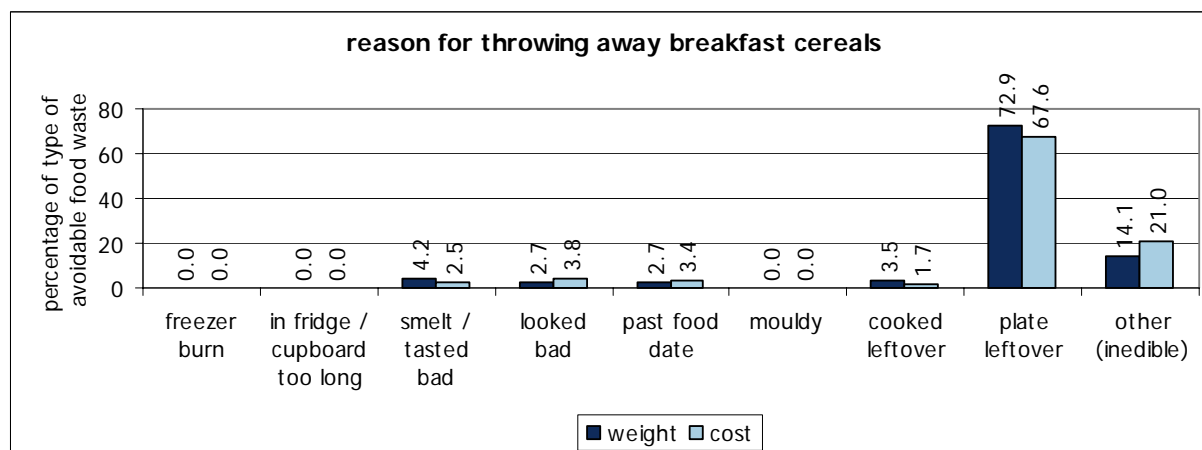 reason for throwing away breakfast cereals
percentage of type of
avoidable food waste
80
60
40
20
0
0.0 0.0
0.0 0.0
4.2 2.5
2.7 3.8
2.7 3.4
0.0 0.0
3.5 1.7
72.9 67.6
14.1 21.0
freezer
burn
in fridge /
cupboard
too long
smelt /
tasted
bad
looked
bad
past food
date
mouldy
cooked
leftover
plate
leftover
other
(inedible)
weight cost